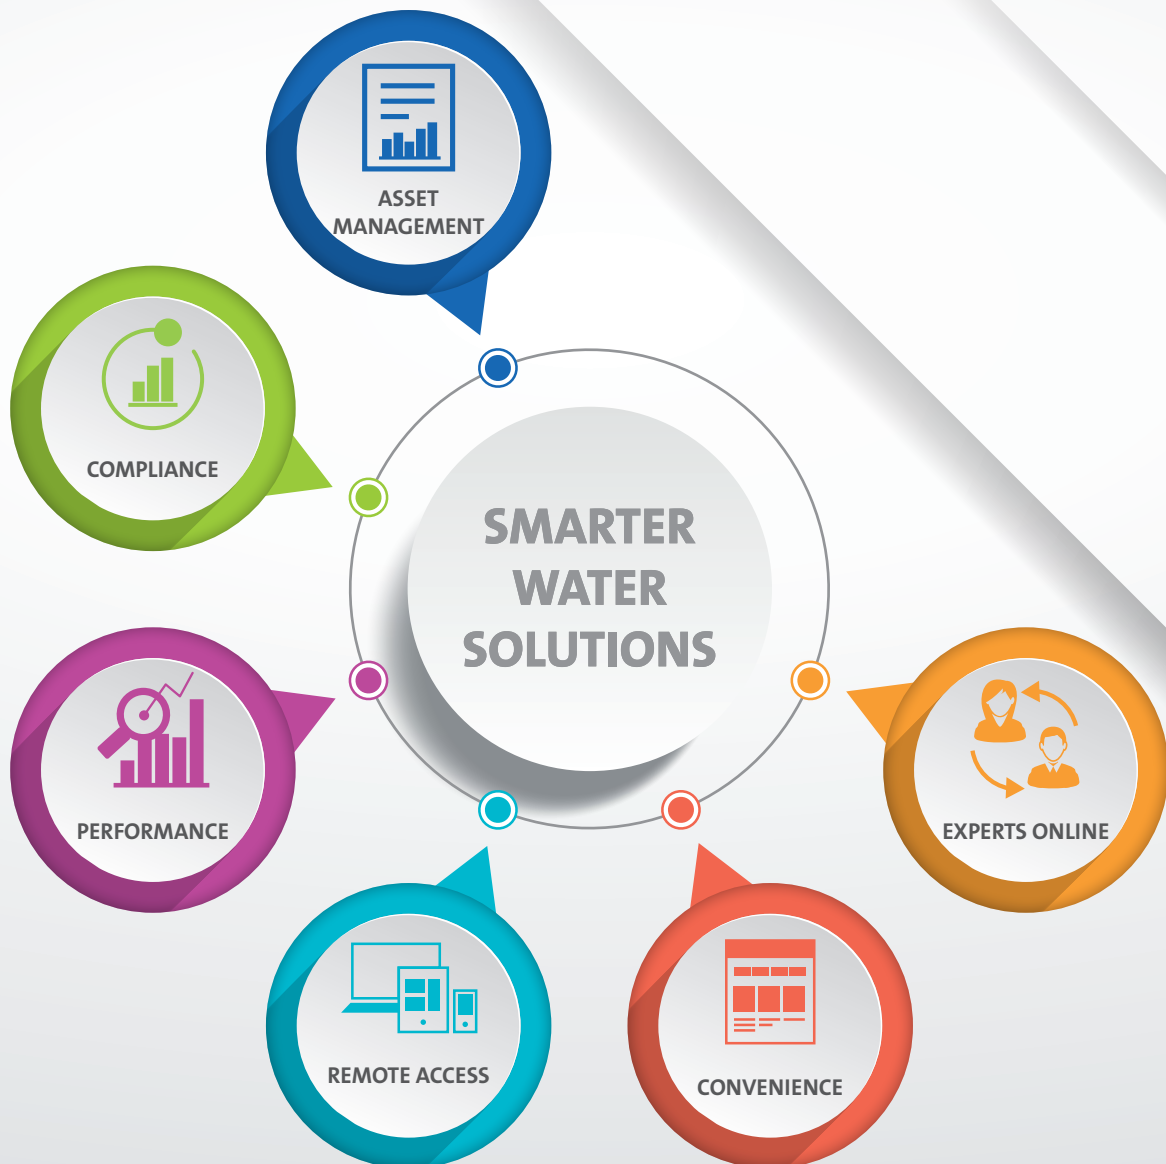 ASSET
MANAGEMENT
COMPLIANCE
SMARTER
WATER
SOLUTIONS
PERFORMANCE
EXPERTS ONLINE
REMOTE ACCESS
CONVENIENCE